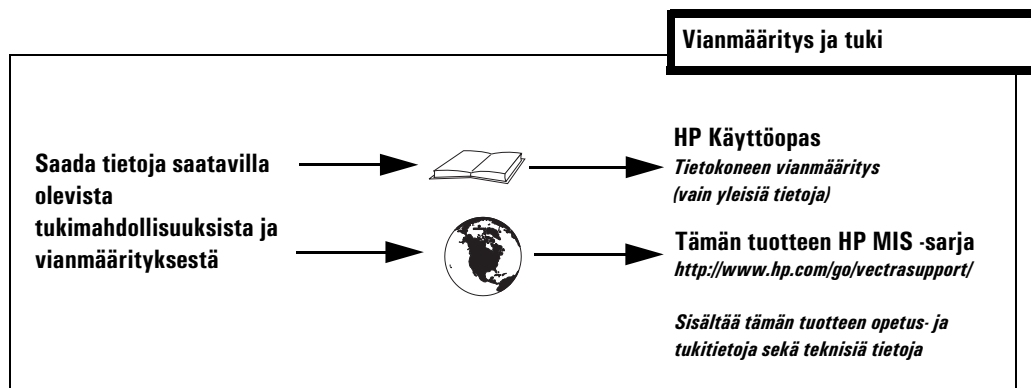 Vianmääritys ja tuki
Saada tietoja saatavilla
olevista
tukimahdollisuuksista ja
vianmäärityksestä
HP Käyttöopas
Tietokoneen vianmääritys
(vain yleisiä tietoja)
Tämän tuotteen HP MIS -sarja
http://www.hp.com/go/vectrasupport/
Sisältää tämän tuotteen opetus- ja
tukitietoja sekä teknisiä tietoja